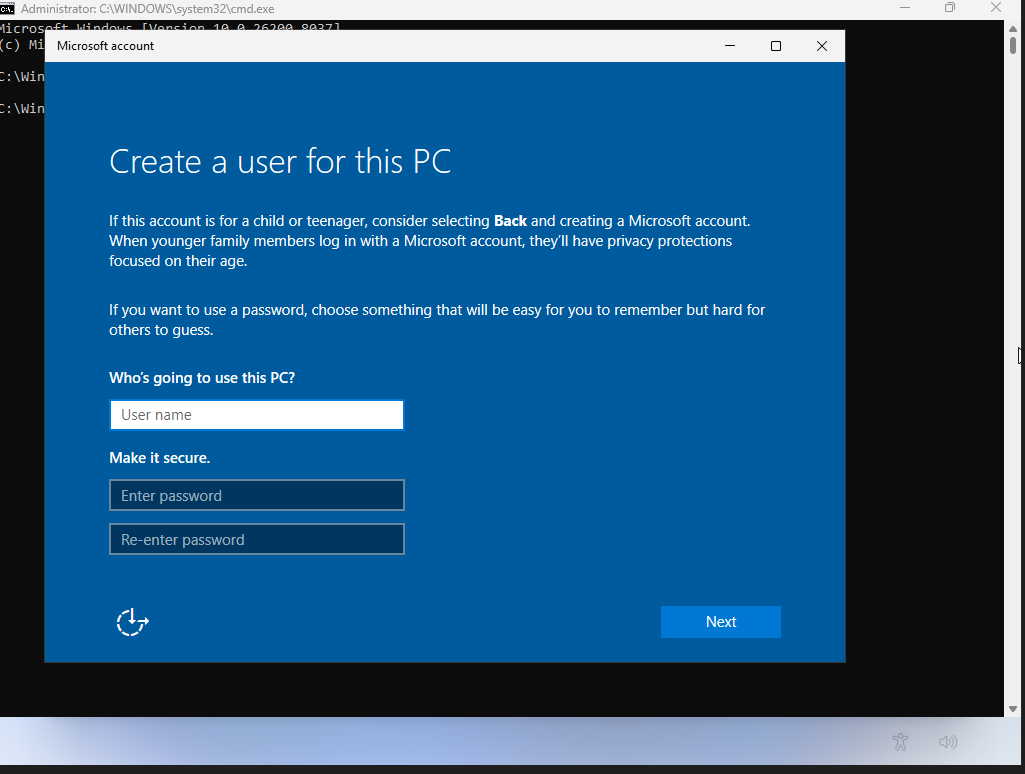 Administrator: C:\WINDOWS\system32\cmd.exe
Microsoft Windows [Version 10.0.26200.8037]
(c) Mi
Microsoft account
C:\Win
C:\Win
Create a user for this PC
If this account is for a child or teenager, consider selecting Back and creating a Microsoft account.
When younger family members log in with a Microsoft account, they'll have privacy protections
focused on their age.
If you want to use a password, choose something that will be easy for you to remember but hard for
others to guess.
Who's going to use this PC?
User name
Make it secure.
Enter password
Re-enter password
Next